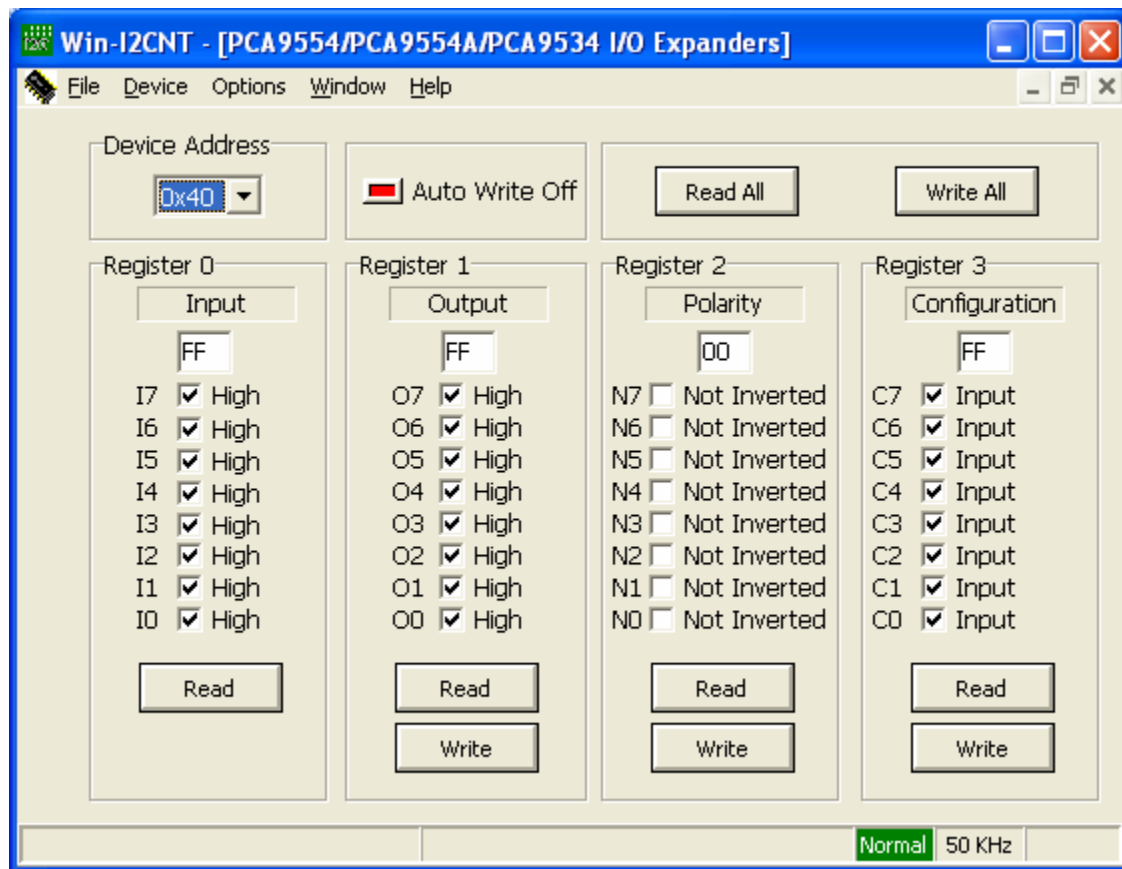 Win-I2CNT - [PCA9554/PCA9554A/PCA9534 I/O Expanders]
File Device Options Window Help
Device Address
0x40
Auto Write Off
Read All
Write All
Register 0
Input
FF
I7 High
I6 High
I5 High
I4 High
I3 High
I2 High
I1 High
I0 High
Read
Register 1
Output
FF
O7 High
O6 High
O5 High
O4 High
O3 High
O2 High
O1 High
O0 High
Read
Write
Register 2
Polarity
00
N7 Not Inverted
N6 Not Inverted
N5 Not Inverted
N4 Not Inverted
N3 Not Inverted
N2 Not Inverted
N1 Not Inverted
N0 Not Inverted
Read
Write
Register 3
Configuration
FF
C7 Input
C6 Input
C5 Input
C4 Input
C3 Input
C2 Input
C1 Input
C0 Input
Read
Write
Normal 50 KHz